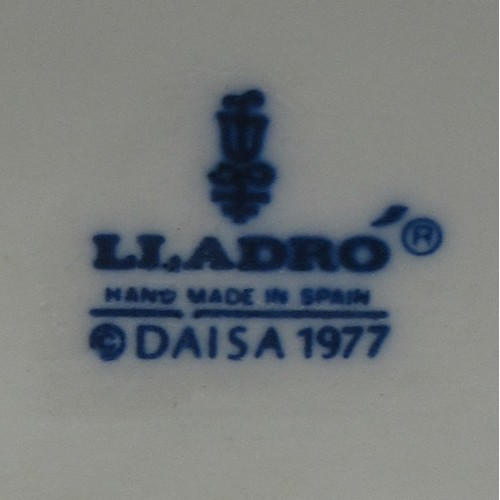 LLADRÓ ®
HAND MADE IN SPAIN
© DAISA 1977